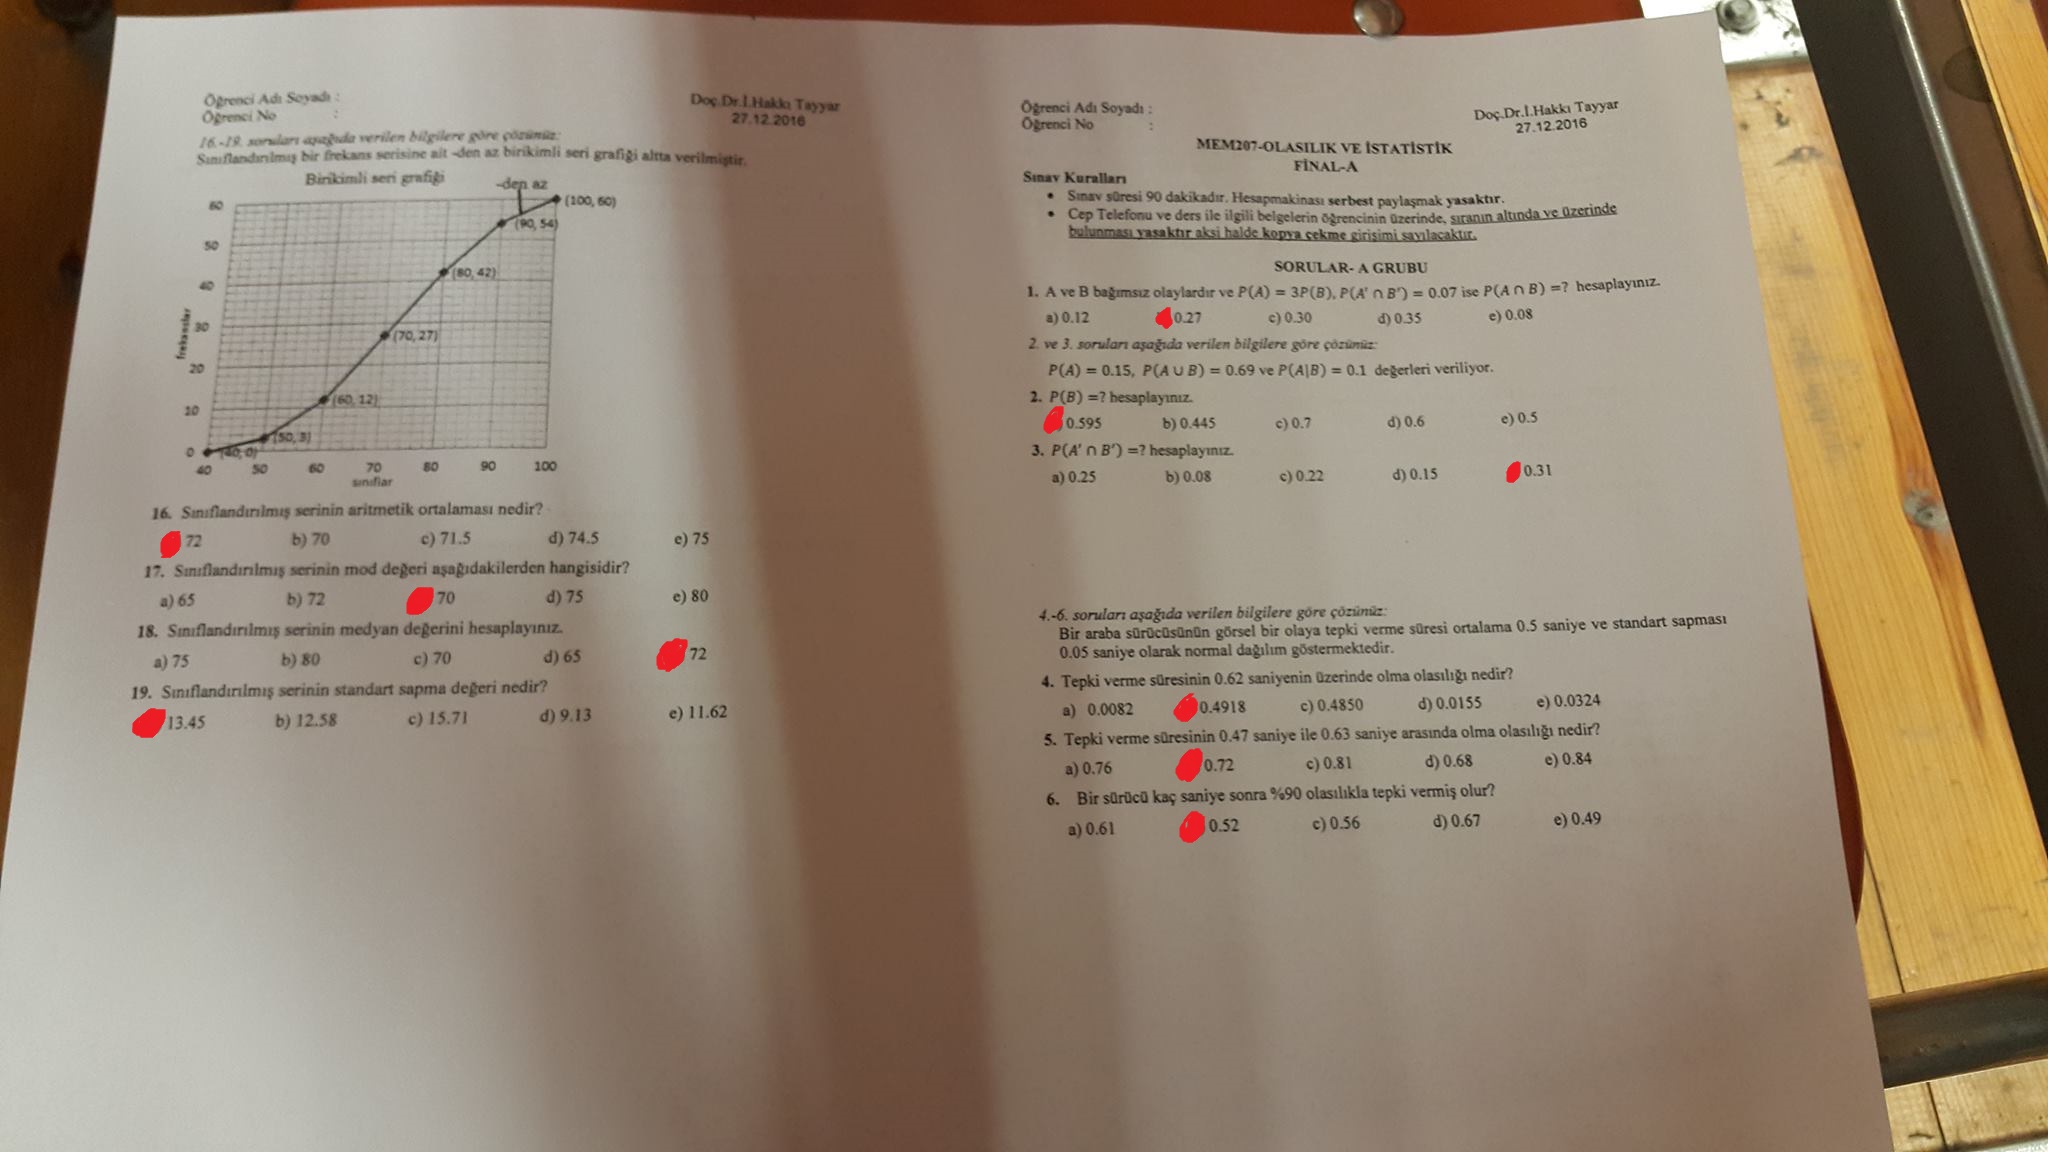 Öğrenci Adı Soyadı :
Öğrenci No :
Doç.Dr.İ.Hakkı Tayyar
27.12.2016
16.-19. soruları aşağıda verilen bilgilere göre çözünüz:
Sınıflandırılmış bir frekans serisine ait -den az birikimli seri grafiği altta verilmiştir.
Birikimli seri grafiği
-den az
60
50
40
30
20
10
0
frekanslar
(100, 60)
(90, 54)
(80, 42)
(70, 27)
(60, 12)
(50, 3)
(40, 0)
40 50 60 70 80 90 100
sınıflar
16. Sınıflandırılmış serinin aritmetik ortalaması nedir?
72 b) 70 c) 71.5 d) 74.5 e) 75
17. Sınıflandırılmış serinin mod değeri aşağıdakilerden hangisidir?
a) 65 b) 72 70 d) 75 e) 80
18. Sınıflandırılmış serinin medyan değerini hesaplayınız.
a) 75 b) 80 c) 70 d) 65 72
19. Sınıflandırılmış serinin standart sapma değeri nedir?
13.45 b) 12.58 c) 15.71 d) 9.13 e) 11.62
Öğrenci Adı Soyadı :
Öğrenci No :
Doç.Dr.İ.Hakkı Tayyar
27.12.2016
MEM207-OLASILIK VE İSTATİSTİK
FİNAL-A
Sınav Kuralları
• Sınav süresi 90 dakikadır. Hesapmakinası serbest paylaşmak yasaktır.
• Cep Telefonu ve ders ile ilgili belgelerin öğrencinin üzerinde, sıranın altında ve üzerinde
bulunması yasaktır aksi halde kopya çekme girişimi sayılacaktır.
SORULAR- A GRUBU
1. A ve B bağımsız olaylardır ve P(A) = 3P(B), P(A' ∩ B') = 0.07 ise P(A ∩ B) =? hesaplayınız.
a) 0.12 0.27 c) 0.30 d) 0.35 e) 0.08
2. ve 3. soruları aşağıda verilen bilgilere göre çözünüz:
P(A) = 0.15, P(A ∪ B) = 0.69 ve P(A|B) = 0.1 değerleri veriliyor.
2. P(B) =? hesaplayınız.
0.595 b) 0.445 c) 0.7 d) 0.6 e) 0.5
3. P(A' ∩ B') =? hesaplayınız.
a) 0.25 b) 0.08 c) 0.22 d) 0.15 0.31
4.-6. soruları aşağıda verilen bilgilere göre çözünüz:
Bir araba sürücüsünün görsel bir olaya tepki verme süresi ortalama 0.5 saniye ve standart sapması
0.05 saniye olarak normal dağılım göstermektedir.
4. Tepki verme süresinin 0.62 saniyenin üzerinde olma olasılığı nedir?
a) 0.0082 0.4918 c) 0.4850 d) 0.0155 e) 0.0324
5. Tepki verme süresinin 0.47 saniye ile 0.63 saniye arasında olma olasılığı nedir?
a) 0.76 0.72 c) 0.81 d) 0.68 e) 0.84
6. Bir sürücü kaç saniye sonra %90 olasılıkla tepki vermiş olur?
a) 0.61 0.52 c) 0.56 d) 0.67 e) 0.49